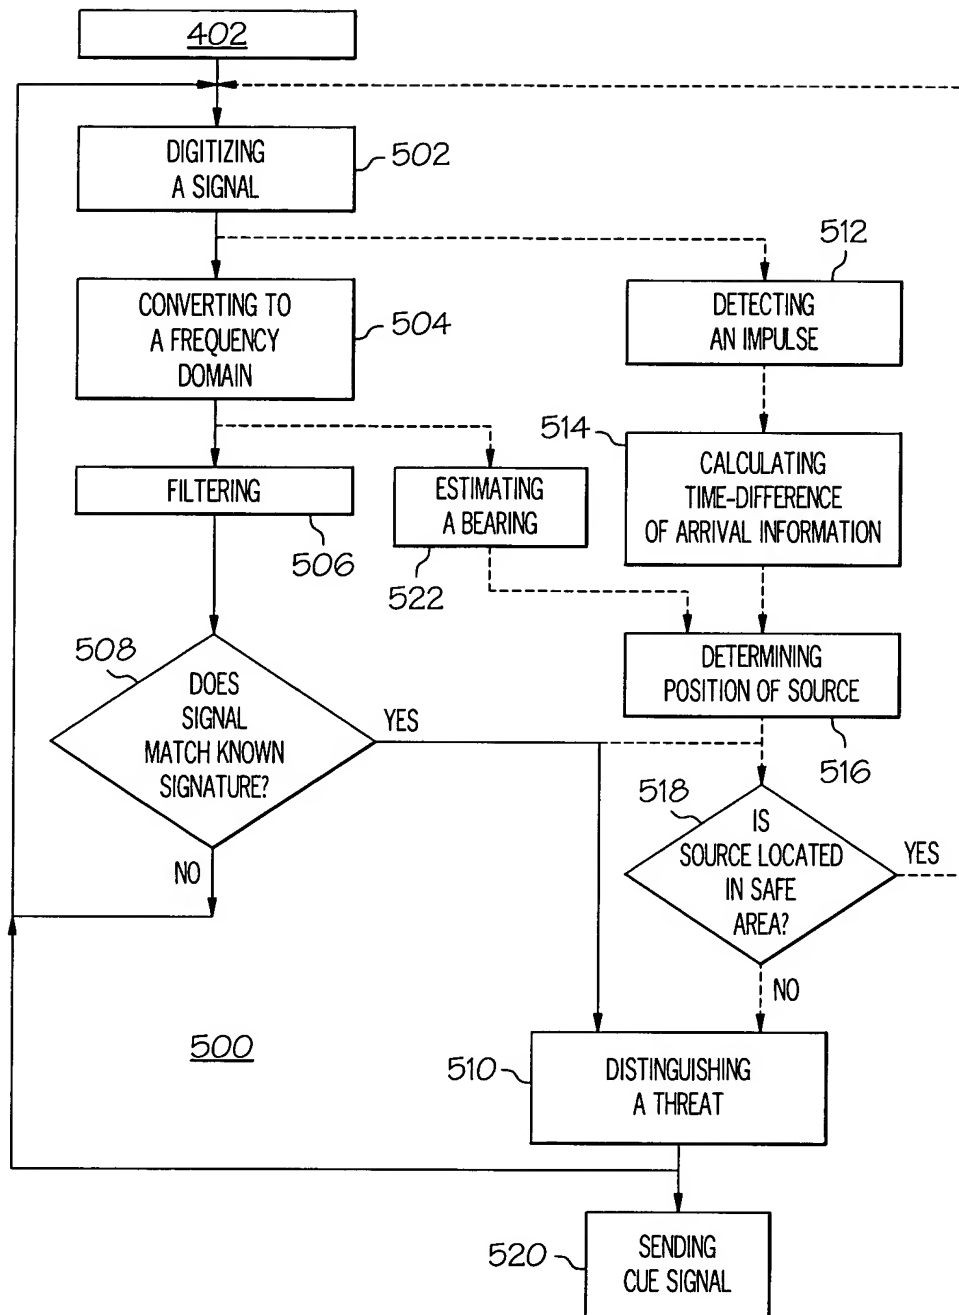 402
DIGITIZING
A SIGNAL
502
512
CONVERTING TO
A FREQUENCY
DOMAIN
504
DETECTING
AN IMPULSE
514
CALCULATING
TIME-DIFFERENCE
OF ARRIVAL INFORMATION
FILTERING
506
ESTIMATING
A BEARING
522
508
DOES
SIGNAL
MATCH KNOWN
SIGNATURE?
YES
NO
DETERMINING
POSITION OF SOURCE
516
518
IS
SOURCE LOCATED
IN SAFE
AREA?
YES
NO
500
510
DISTINGUISHING
A THREAT
520
SENDING
CUE SIGNAL